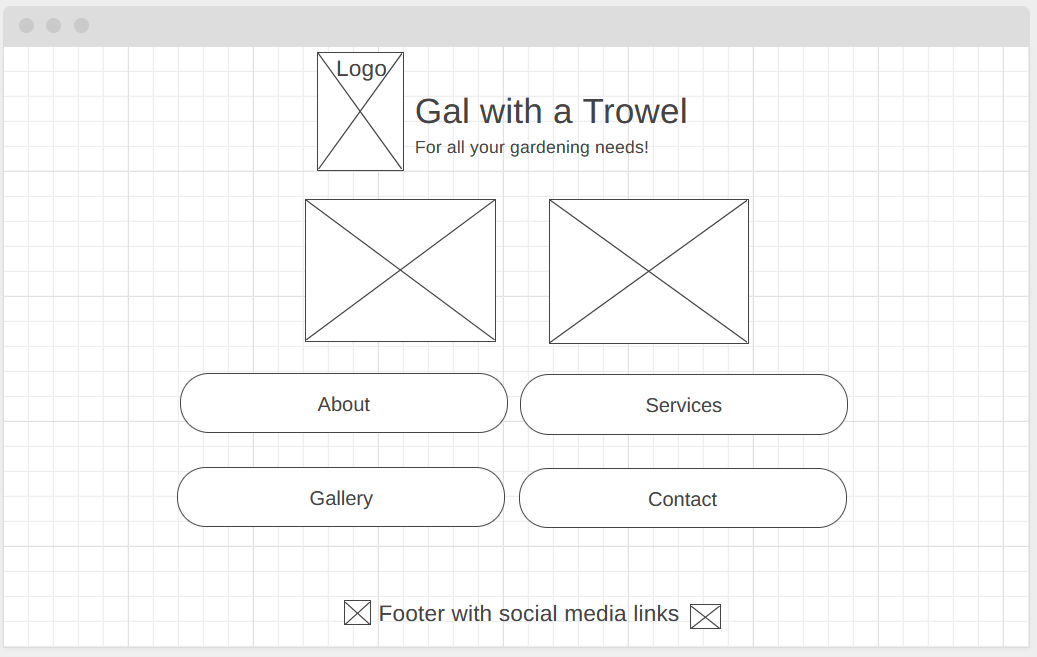 Logo
Gal with a Trowel
For all your gardening needs!
About
Services
Gallery
Contact
Footer with social media links